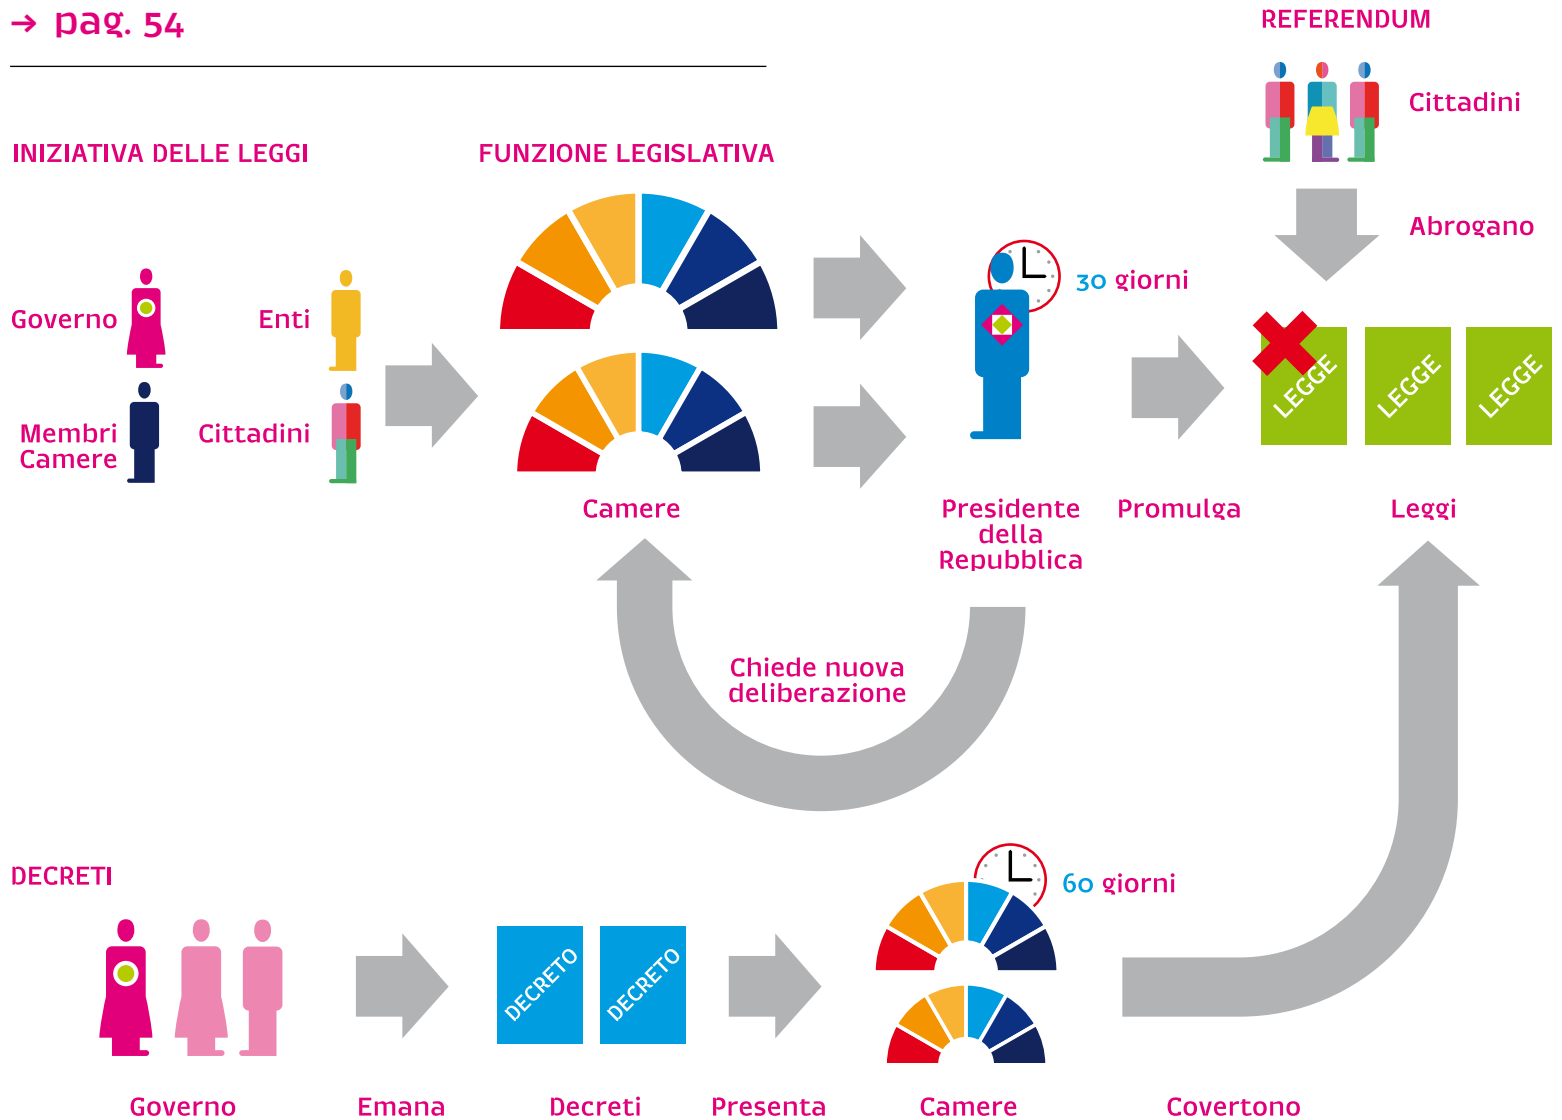 → pag. 54
REFERENDUM
Cittadini
Abrogano
INIZIATIVA DELLE LEGGI
FUNZIONE LEGISLATIVA
Governo
Enti
Membri
Camere
Cittadini
30 giorni
LEGGE
LEGGE
LEGGE
Camere
Presidente
della
Repubblica
Promulga
Leggi
Chiede nuova
deliberazione
DECRETI
60 giorni
DECRETO
DECRETO
Governo
Emana
Decreti
Presenta
Camere
Covertono